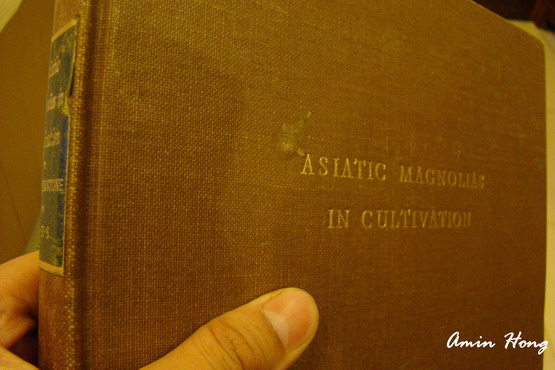 ASIATIC MAGNOLIAS
IN CULTIVATION
Amin Hong